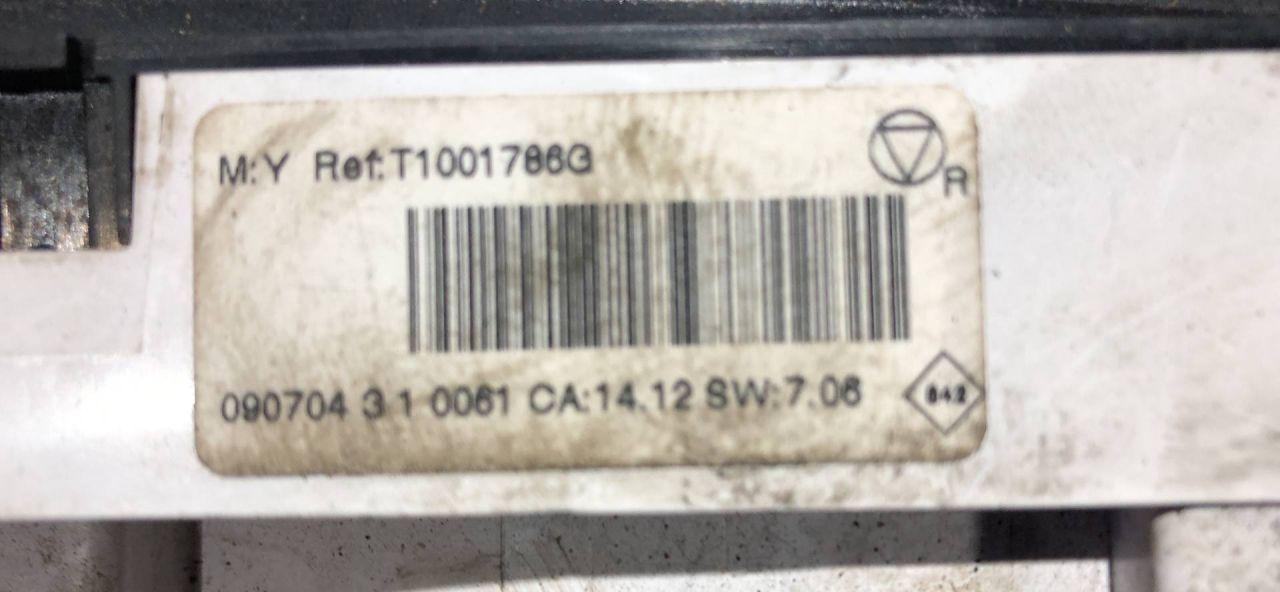 M:Y Ref:T1001786G
R
090704 3 1 0061 CA:14.12 SW:7.06
842